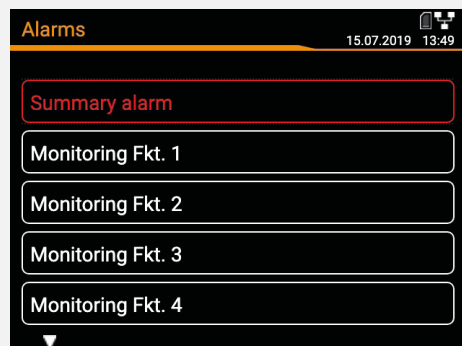 Alarms
15.07.2019 13:49
Summary alarm
Monitoring Fkt. 1
Monitoring Fkt. 2
Monitoring Fkt. 3
Monitoring Fkt. 4